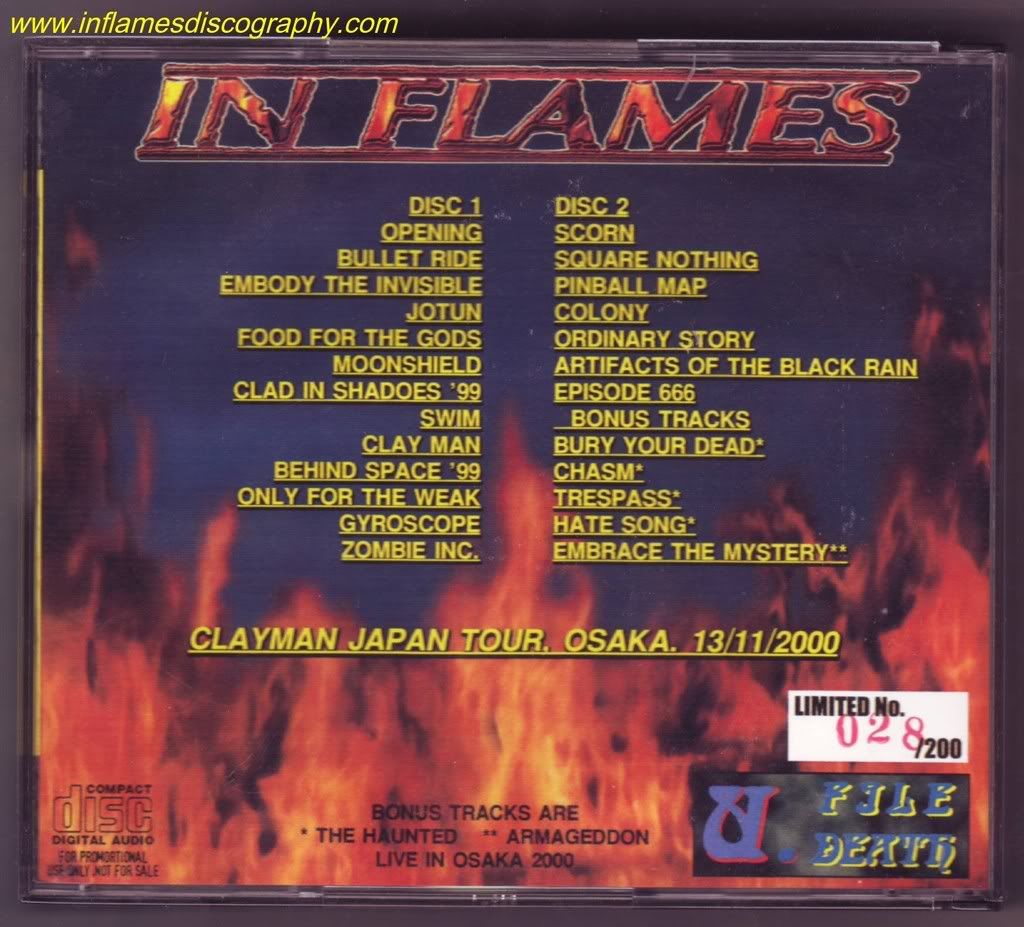 www.inflamesdiscography.com
IN FLAMES
DISC 1
OPENING
BULLET RIDE
EMBODY THE INVISIBLE
JOTUN
FOOD FOR THE GODS
MOONSHIELD
CLAD IN SHADOES '99
SWIM
CLAY MAN
BEHIND SPACE '99
ONLY FOR THE WEAK
GYROSCOPE
ZOMBIE INC.
DISC 2
SCORN
SQUARE NOTHING
PINBALL MAP
COLONY
ORDINARY STORY
ARTIFACTS OF THE BLACK RAIN
EPISODE 666
BONUS TRACKS
BURY YOUR DEAD*
CHASM*
TRESPASS*
HATE SONG*
EMBRACE THE MYSTERY**
CLAYMAN JAPAN TOUR. OSAKA. 13/11/2000
LIMITED No.
028/200
COMPACT
disc
DIGITAL AUDIO
FOR PROMORTIONAL
USE ONLY .NOT FOR SALE
BONUS TRACKS ARE
* THE HAUNTED ** ARMAGEDDON
LIVE IN OSAKA 2000
U. FILE
DEATH